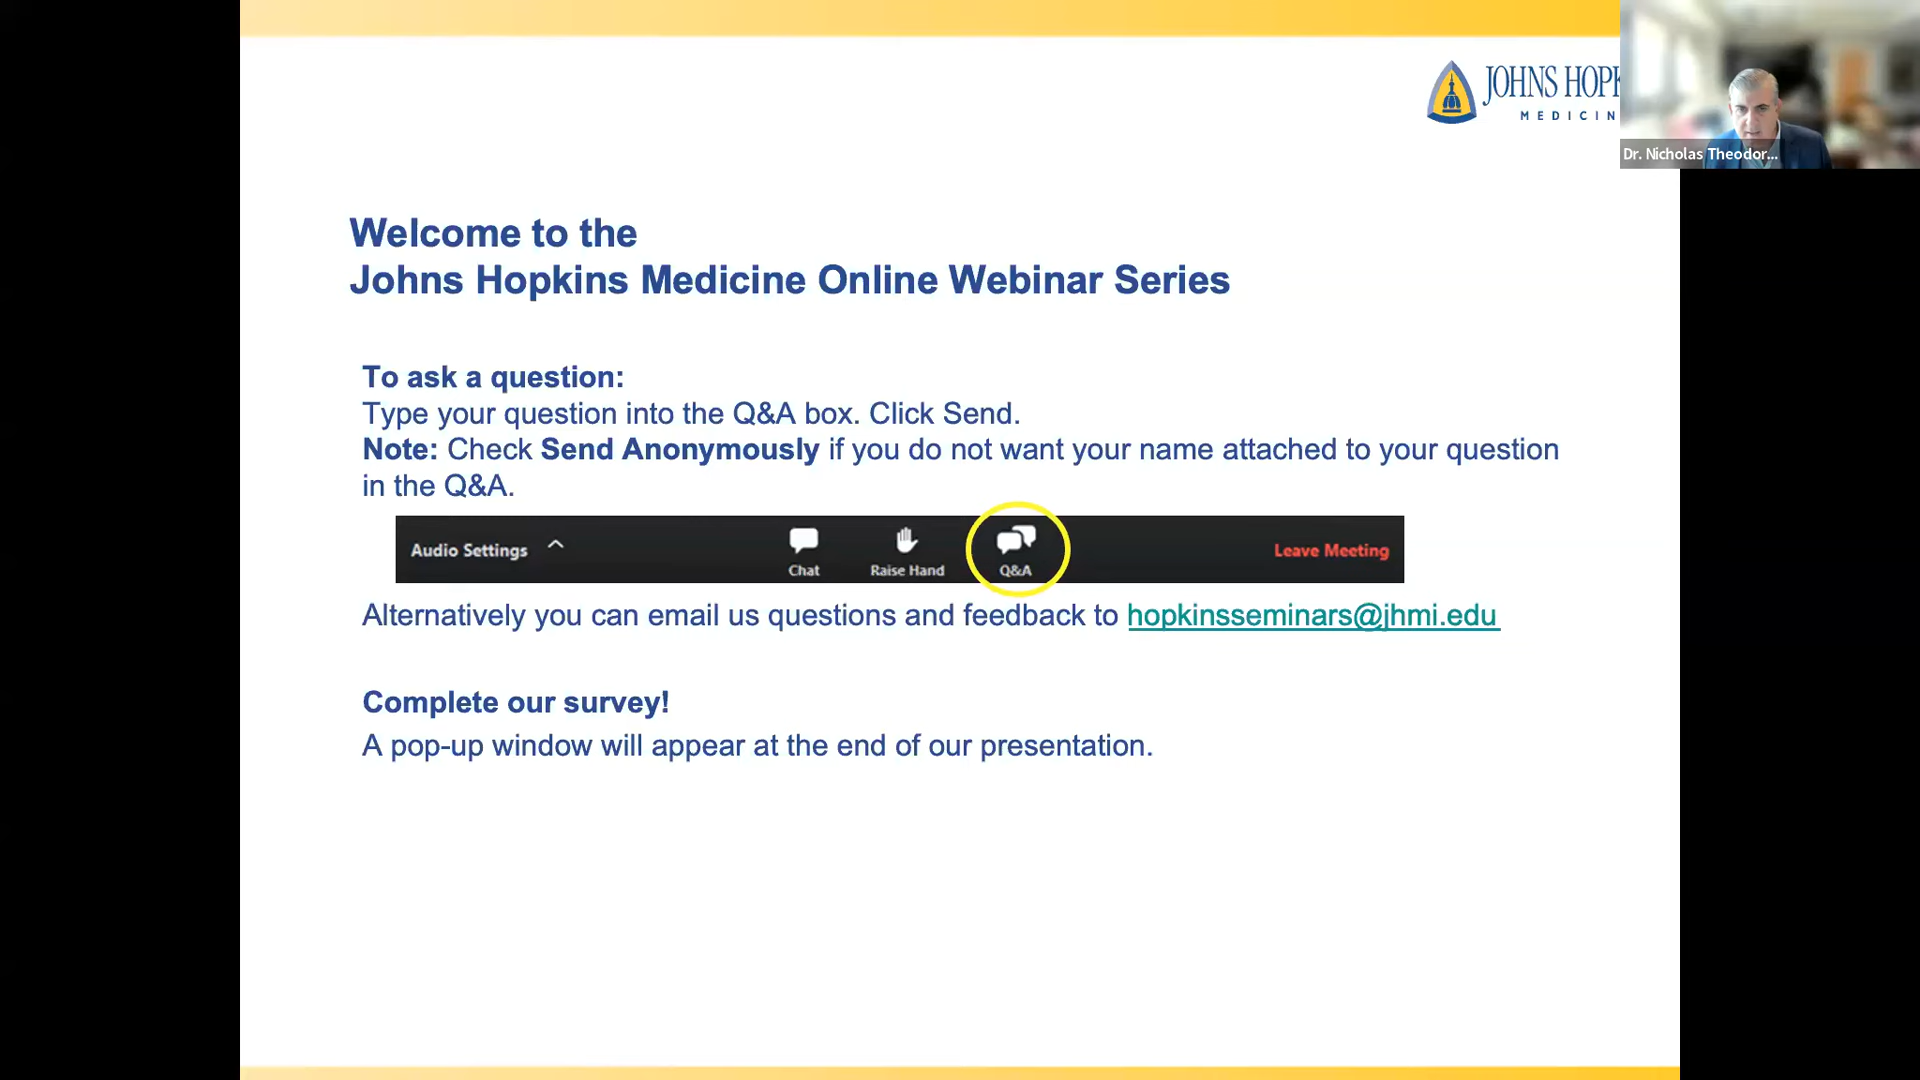 JOHNS HOPK
MEDICIN
Dr. Nicholas Theodor...
Welcome to the
Johns Hopkins Medicine Online Webinar Series
To ask a question:
Type your question into the Q&A box. Click Send.
Note: Check Send Anonymously if you do not want your name attached to your question
in the Q&A.
Audio Settings
Chat
Raise Hand
Q&A
Leave Meeting
Alternatively you can email us questions and feedback to hopkinsseminars@jhmi.edu
Complete our survey!
A pop-up window will appear at the end of our presentation.